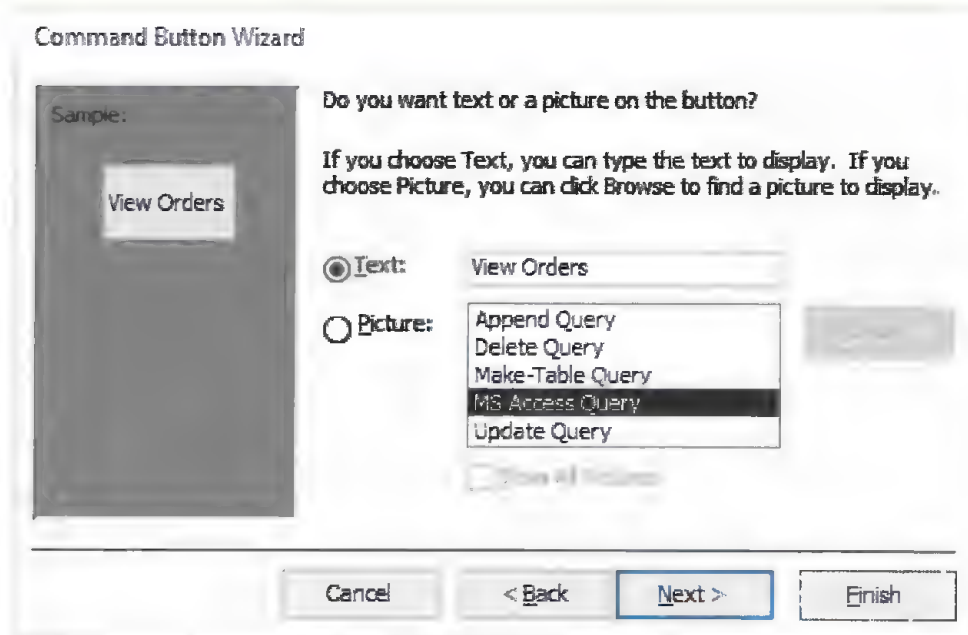 Command Button Wizard
Sample:
View Orders
Do you want text or a picture on the button?
If you choose Text, you can type the text to display. If you
choose Picture, you can click Browse to find a picture to display.
Text:
View Orders
Picture:
Append Query
Delete Query
Make-Table Query
MS Access Query
Update Query
Cancel
< Back
Next >
Finish